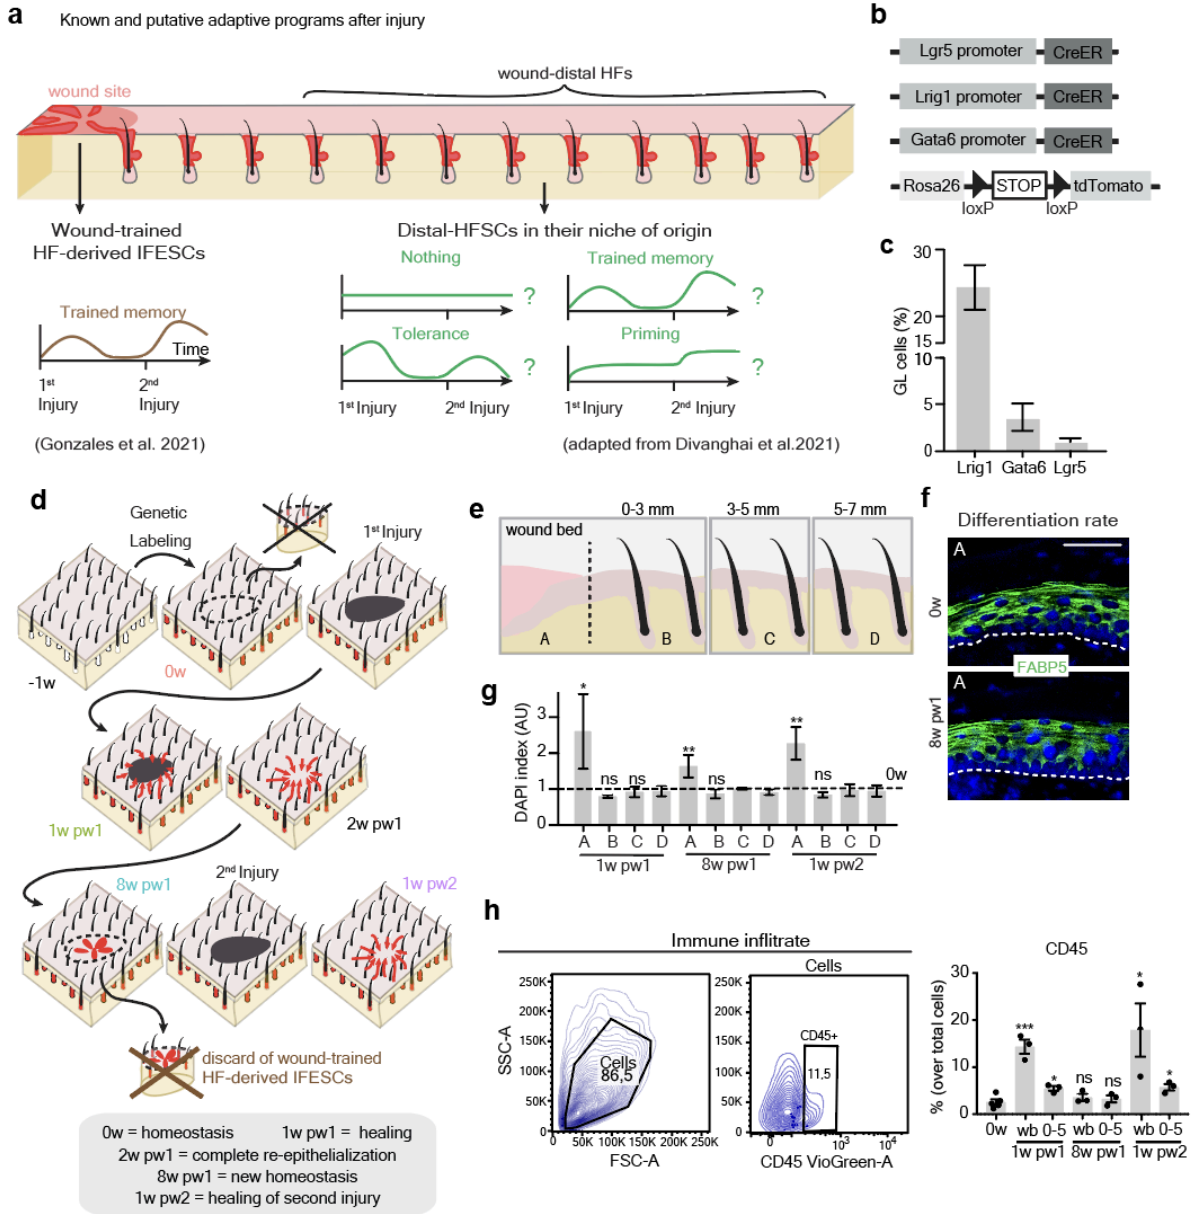 a
Known and putative adaptive programs after injury
wound-distal HFs
wound site
Wound-trained
HF-derived IFESCs
Trained memory
Time
1st
Injury
2nd
Injury
(Gonzales et al. 2021)
Distal-HFSCs in their niche of origin
Nothing
?
Trained memory
?
Tolerance
?
Priming
?
1st Injury
2nd Injury
1st Injury
2nd Injury
(adapted from Divanghai et al.2021)
b
Lgr5 promoter
CreER
Lrig1 promoter
CreER
Gata6 promoter
CreER
Rosa26
STOP
tdTomato
loxP
loxP
c
GL cells (%)
30
20
15
10
5
0
Lrig1
Gata6
Lgr5
d
Genetic
Labeling
1st Injury
-1w
0w
1w pw1
2w pw1
8w pw1
2nd Injury
1w pw2
discard of wound-trained
HF-derived IFESCs
0w = homeostasis
1w pw1 = healing
2w pw1 = complete re-epithelialization
8w pw1 = new homeostasis
1w pw2 = healing of second injury
e
0-3 mm
3-5 mm
5-7 mm
wound bed
A
B
C
D
f
Differentiation rate
A
0w
FABP5
A
8w pw1
g
DAPI index (AU)
3
2
1
0
*
ns
ns
**
ns
**
ns
0w
A
B
C
D
A
B
C
D
A
B
C
D
1w pw1
8w pw1
1w pw2
h
Immune inflitrate
Cells
SSC-A
250K
200K
150K
100K
50K
0
Cells
86,5
0
50K
100K
150K
200K
250K
FSC-A
250K
200K
150K
100K
50K
0
CD45+
11,5
0
103
104
CD45 VioGreen-A
CD45
% (over total cells)
30
20
10
0
***
*
ns
ns
*
*
0w
wb
0-5
wb
0-5
wb
0-5
1w pw1
8w pw1
1w pw2